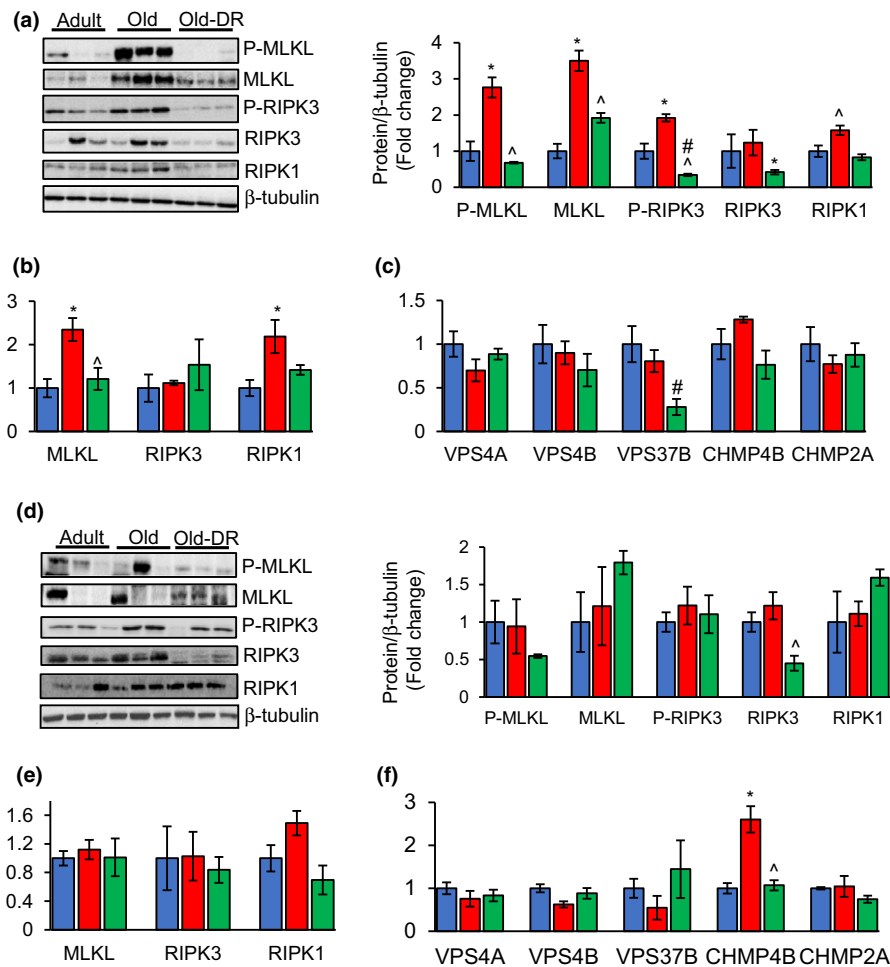 (a)
Adult Old Old-DR
P-MLKL
MLKL
P-RIPK3
RIPK3
RIPK1
β-tubulin
Protein/β-tubulin
(Fold change)
5
4
3
2
1
0
* ^ * ^ * # ^ * ^
P-MLKL MLKL P-RIPK3 RIPK3 RIPK1
(b)
3
2
1
0
* ^ *
MLKL RIPK3 RIPK1
(c)
1.5
1
0.5
0
#
VPS4A VPS4B VPS37B CHMP4B CHMP2A
(d)
Adult Old Old-DR
P-MLKL
MLKL
P-RIPK3
RIPK3
RIPK1
β-tubulin
Protein/β-tubulin
(Fold change)
2
1.5
1
0.5
0
^
P-MLKL MLKL P-RIPK3 RIPK3 RIPK1
(e)
1.6
1.2
0.8
0.4
0
MLKL RIPK3 RIPK1
(f)
3
2
1
0
* ^
VPS4A VPS4B VPS37B CHMP4B CHMP2A